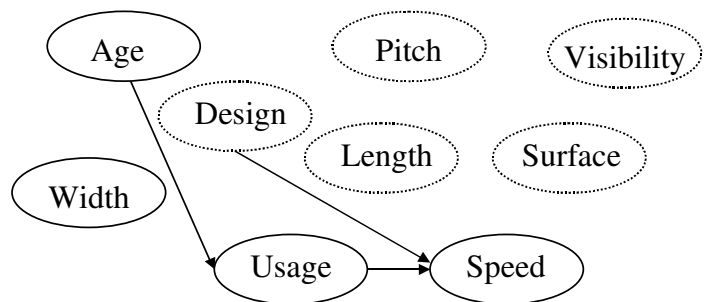 Age
Pitch
Visibility
Design
Length
Surface
Width
Usage
Speed